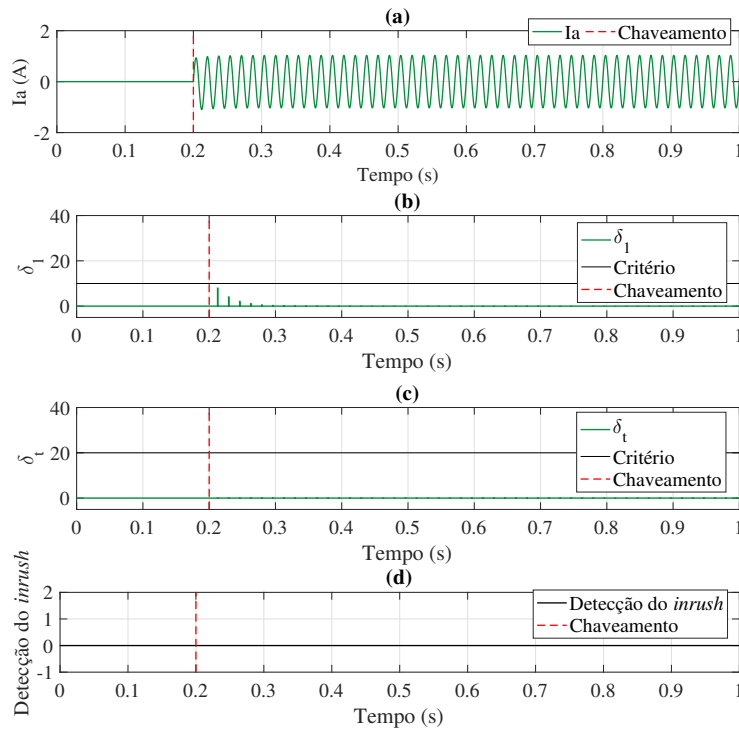 (a)
2
0
-2
Ia (A)
Ia
Chaveamento
0 0.1 0.2 0.3 0.4 0.5 0.6 0.7 0.8 0.9 1
Tempo (s)
(b)
40
20
0
δ1
δ1
Critério
Chaveamento
0 0.1 0.2 0.3 0.4 0.5 0.6 0.7 0.8 0.9 1
Tempo (s)
(c)
40
20
0
δt
δt
Critério
Chaveamento
0 0.1 0.2 0.3 0.4 0.5 0.6 0.7 0.8 0.9 1
Tempo (s)
(d)
2
1
0
-1
Detecção do inrush
Detecção do inrush
Chaveamento
0 0.1 0.2 0.3 0.4 0.5 0.6 0.7 0.8 0.9 1
Tempo (s)